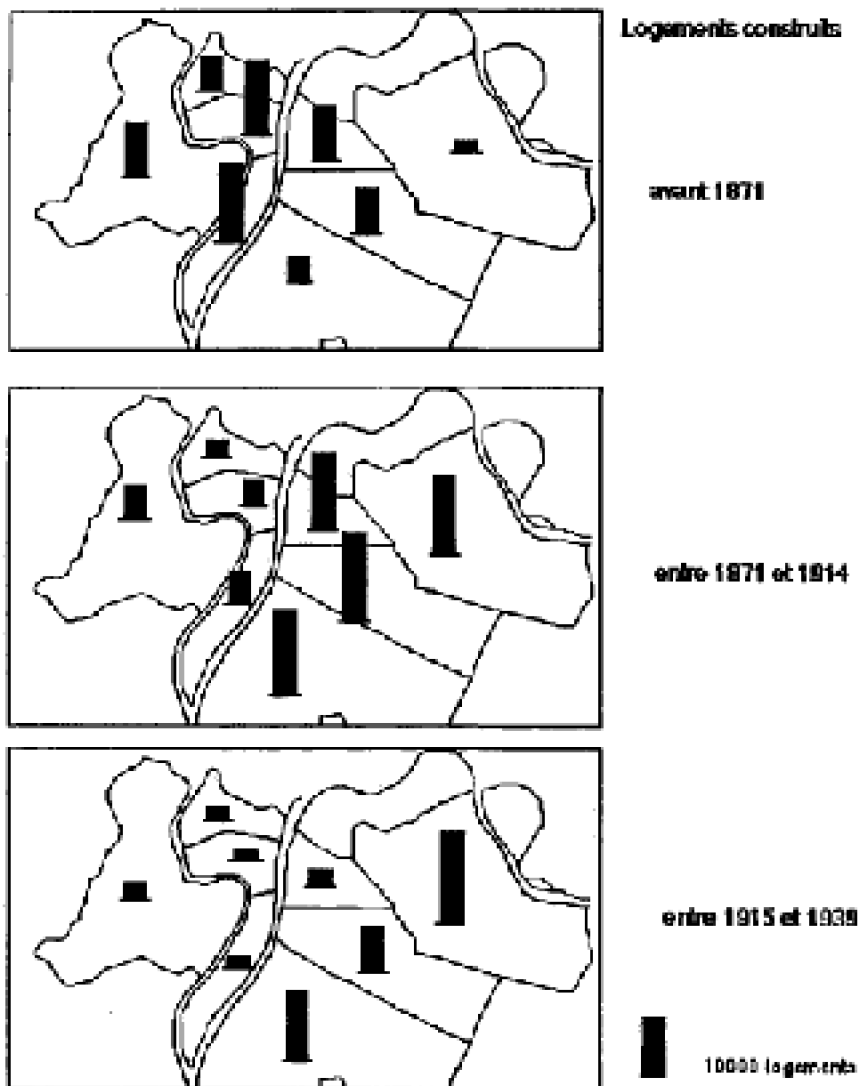 Logements construits
avant 1871
entre 1871 et 1914
entre 1915 et 1939
10000 logements